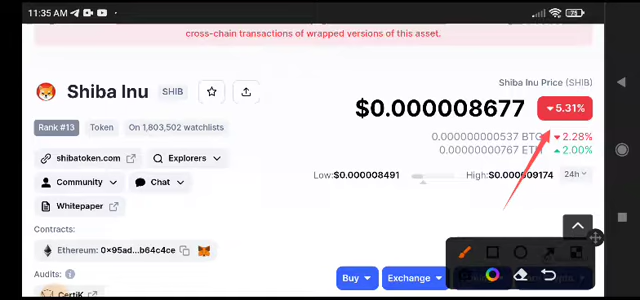 11:35 AM
73
cross-chain transactions of wrapped versions of this asset.
Shiba Inu SHIB
Shiba Inu Price (SHIB)
$0.000008677 5.31%
Rank #13 Token On 1,803,502 watchlists
0.000000000537 BTC 2.28%
0.000000000767 ETH 2.00%
shibatoken.com Explorers
Low:$0.000008491 High:$0.000009174 24h
Community Chat
Whitepaper
Contracts:
Ethereum: 0x95ad...b64c4ce
Audits:
CertiK
Buy Exchange